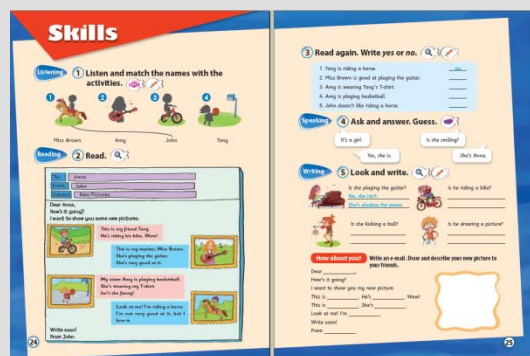 Skills
Listening 1 Listen and match the names with the
activities.
1 2 3 4
Miss Brown Amy John Tony
Reading 2 Read.
To: Anna
From: John
Subject: New Pictures
Dear Anna,
How's it going?
I want to show you some new pictures.
This is my friend Tony.
He's riding his bike. Wow!
This is my teacher, Miss Brown.
She's playing the guitar.
She's very good at it.
My sister Amy is playing basketball.
She's wearing my T-shirt.
Isn't she funny?
Look at me! I'm riding a horse.
I'm not very good at it, but I
love it.
Write soon!
From John
24
3 Read again. Write yes or no.
1. Tony is riding a horse. no
2. Miss Brown is good at playing the guitar.
3. Amy is wearing Tony's T-shirt.
4. Amy is playing basketball.
5. John doesn't like riding a horse.
Speaking 4 Ask and answer. Guess.
It's a girl.
Is she smiling?
Yes, she is.
She's Anna.
Writing 5 Look and write.
Is she playing the guitar?
No, she isn't.
She's playing the piano.
Is he riding a bike?
Is she kicking a ball?
Is he drawing a picture?
How about you? Write an e-mail. Draw and describe your new picture to
your friends.
Dear
How's it going?
I want to show you my new picture.
This is He's Wow!
This is She's
Look at me! I'm
Write soon!
From
25